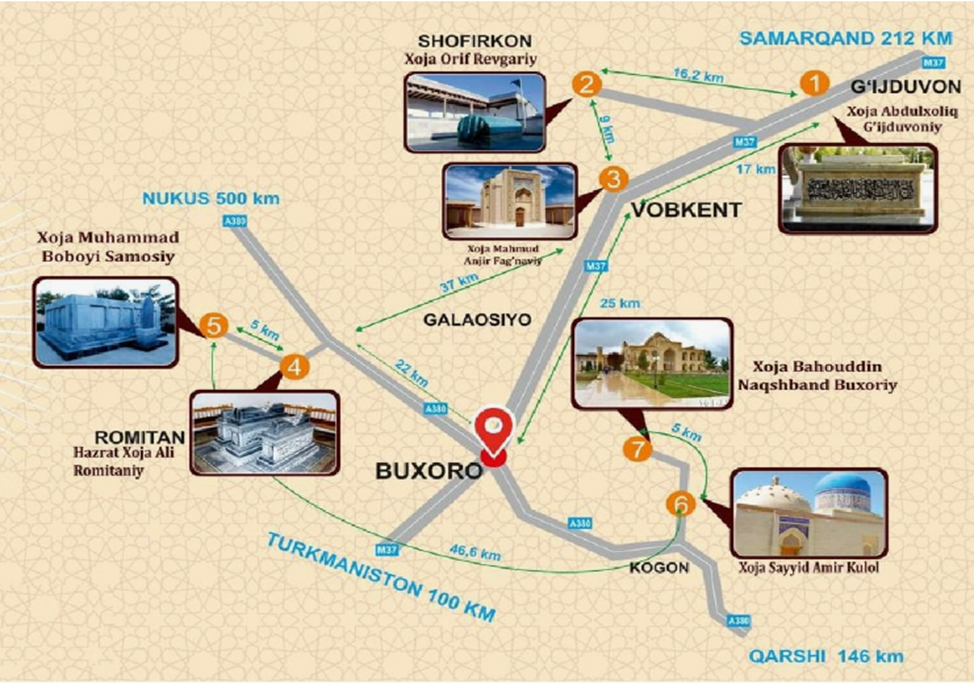 SAMARQAND 212 KM
M37
SHOFIRKON
Xoja Orif Revgariy
2
16,2 km
1
G‘IJDUVON
Xoja Abdulxoliq
G‘ijduvoniy
9 km
M37
17 km
3
VOBKENT
Xoja Mahmud
Anjir Fag‘naviy
NUKUS 500 km
A380
Xoja Muhammad
Boboyi Samosiy
37 km
M37
25 km
GALAOSIYO
5
5 km
4
22 km
A380
Xoja Bahouddin
Naqshband Buxoriy
ROMITAN
Hazrat Xoja Ali
Romitaniy
BUXORO
5 km
7
6
A380
M37
46,6 km
TURKMANISTON 100 KM
KOGON
Xoja Sayyid Amir Kulol
A380
QARSHI 146 km